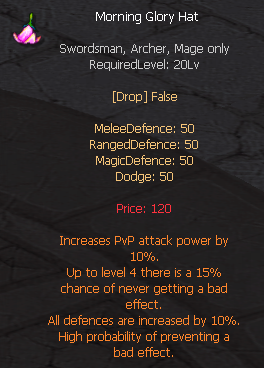 Morning Glory Hat
Swordsman, Archer, Mage only
RequiredLevel: 20Lv
[Drop] False
MeleeDefence: 50
RangedDefence: 50
MagicDefence: 50
Dodge: 50
Price: 120
Increases PvP attack power by
10%.
Up to level 4 there is a 15%
chance of never getting a bad
effect.
All defences are increased by 10%.
High probability of preventing a
bad effect.